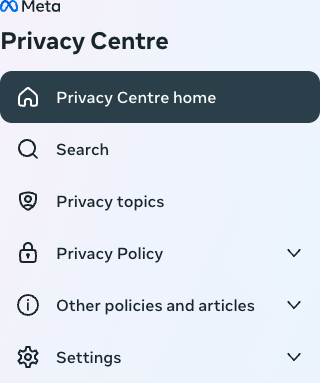 Meta
Privacy Centre
Privacy Centre home
Search
Privacy topics
Privacy Policy
Other policies and articles
Settings